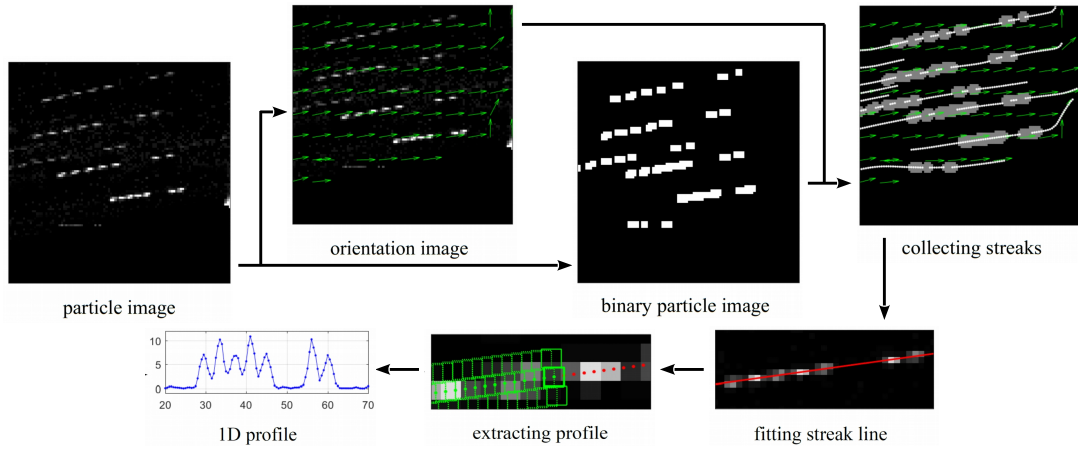 orientation image
collecting streaks
particle image
binary particle image
10
5
0
20 30 40 50 60 70
1D profile
extracting profile
fitting streak line